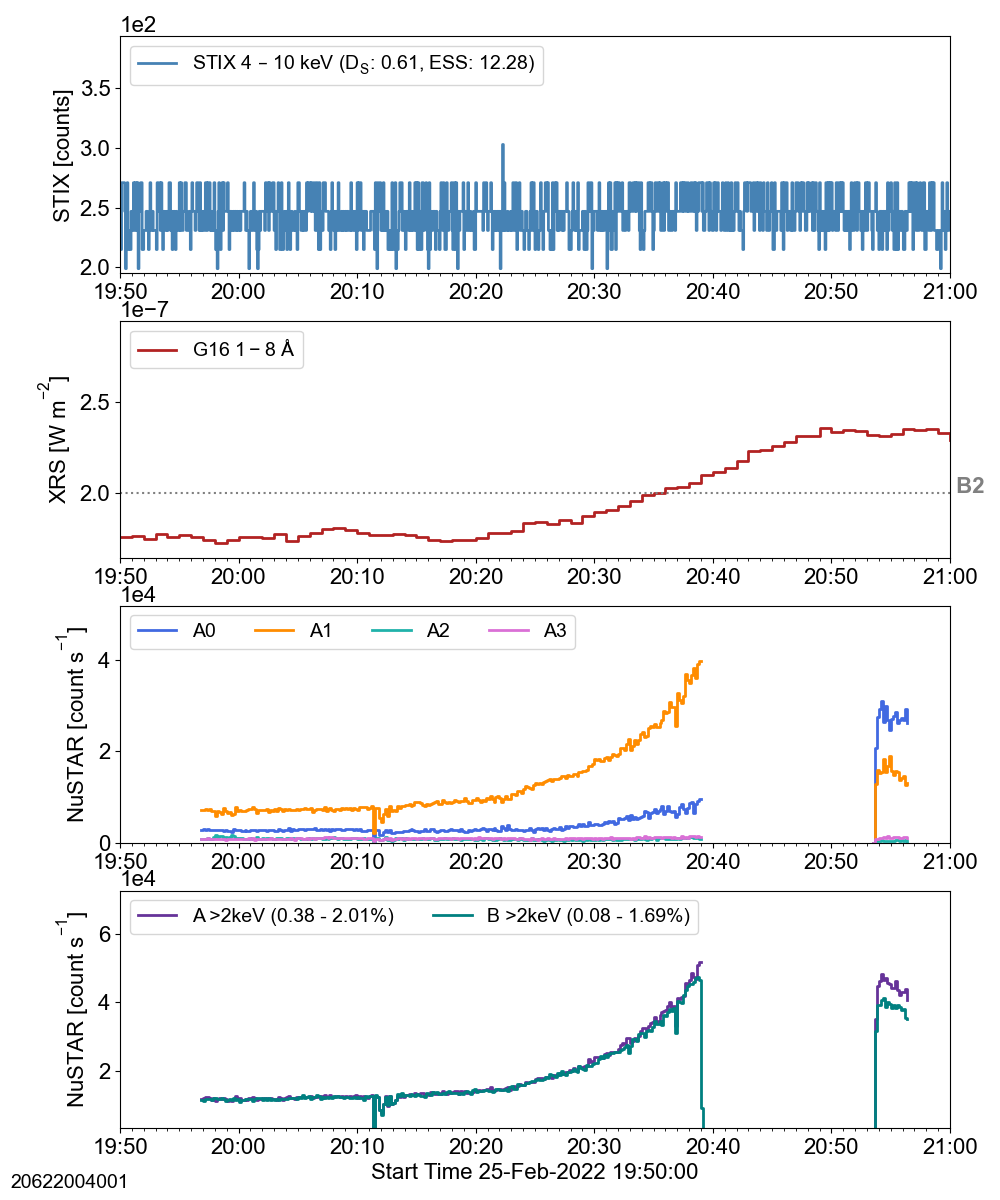 1e2
STIX 4 – 10 keV (DS: 0.61, ESS: 12.28)
STIX [counts]
3.5
3.0
2.5
2.0
19:50 20:00 20:10 20:20 20:30 20:40 20:50 21:00
1e−7
G16 1 − 8 Å
XRS [W m−2]
2.5
2.0
B2
19:50 20:00 20:10 20:20 20:30 20:40 20:50 21:00
1e4
A0 A1 A2 A3
NuSTAR [count s−1]
4
2
0
19:50 20:00 20:10 20:20 20:30 20:40 20:50 21:00
1e4
A >2keV (0.38 - 2.01%) B >2keV (0.08 - 1.69%)
NuSTAR [count s−1]
6
4
2
19:50 20:00 20:10 20:20 20:30 20:40 20:50 21:00
Start Time 25-Feb-2022 19:50:00
20622004001